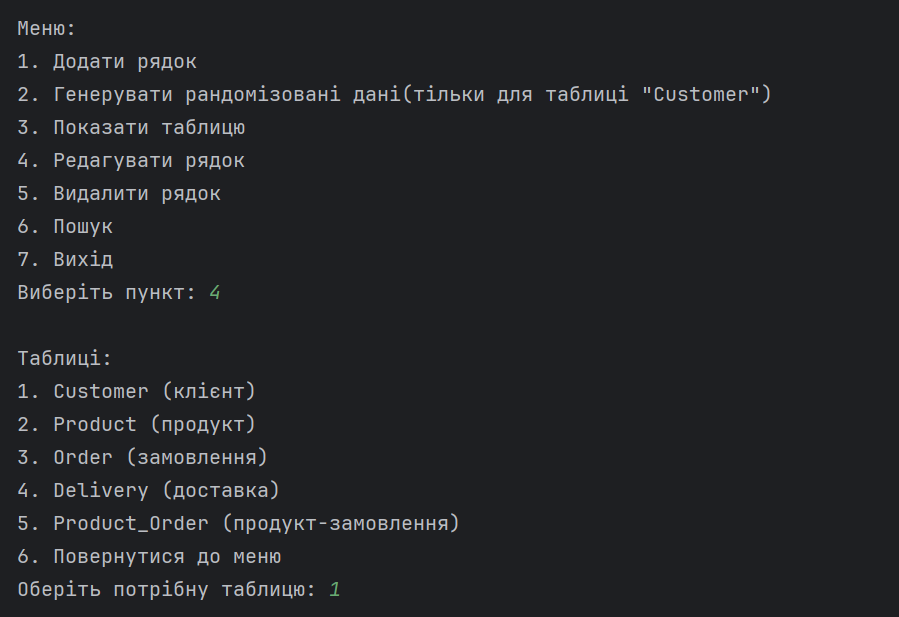 Меню:
1. Додати рядок
2. Генерувати рандомізовані дані(тільки для таблиці "Customer")
3. Показати таблицю
4. Редагувати рядок
5. Видалити рядок
6. Пошук
7. Вихід
Виберіть пункт: 4
Таблиці:
1. Customer (клієнт)
2. Product (продукт)
3. Order (замовлення)
4. Delivery (доставка)
5. Product_Order (продукт-замовлення)
6. Повернутися до меню
Оберіть потрібну таблицю: 1